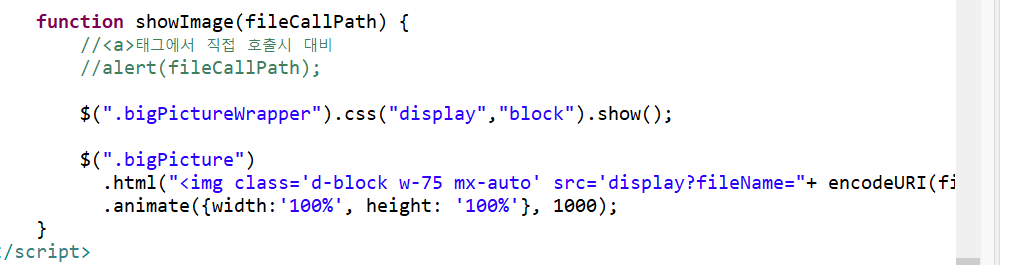 function showImage(fileCallPath) {
//<a>태그에서 직접 호출시 대비
//alert(fileCallPath);
$(".bigPictureWrapper").css("display","block").show();
$(".bigPicture")
.html("<img class='d-block w-75 mx-auto' src='display?fileName="+ encodeURI(fi
.animate({width:'100%', height: '100%'}, 1000);
}
/script>